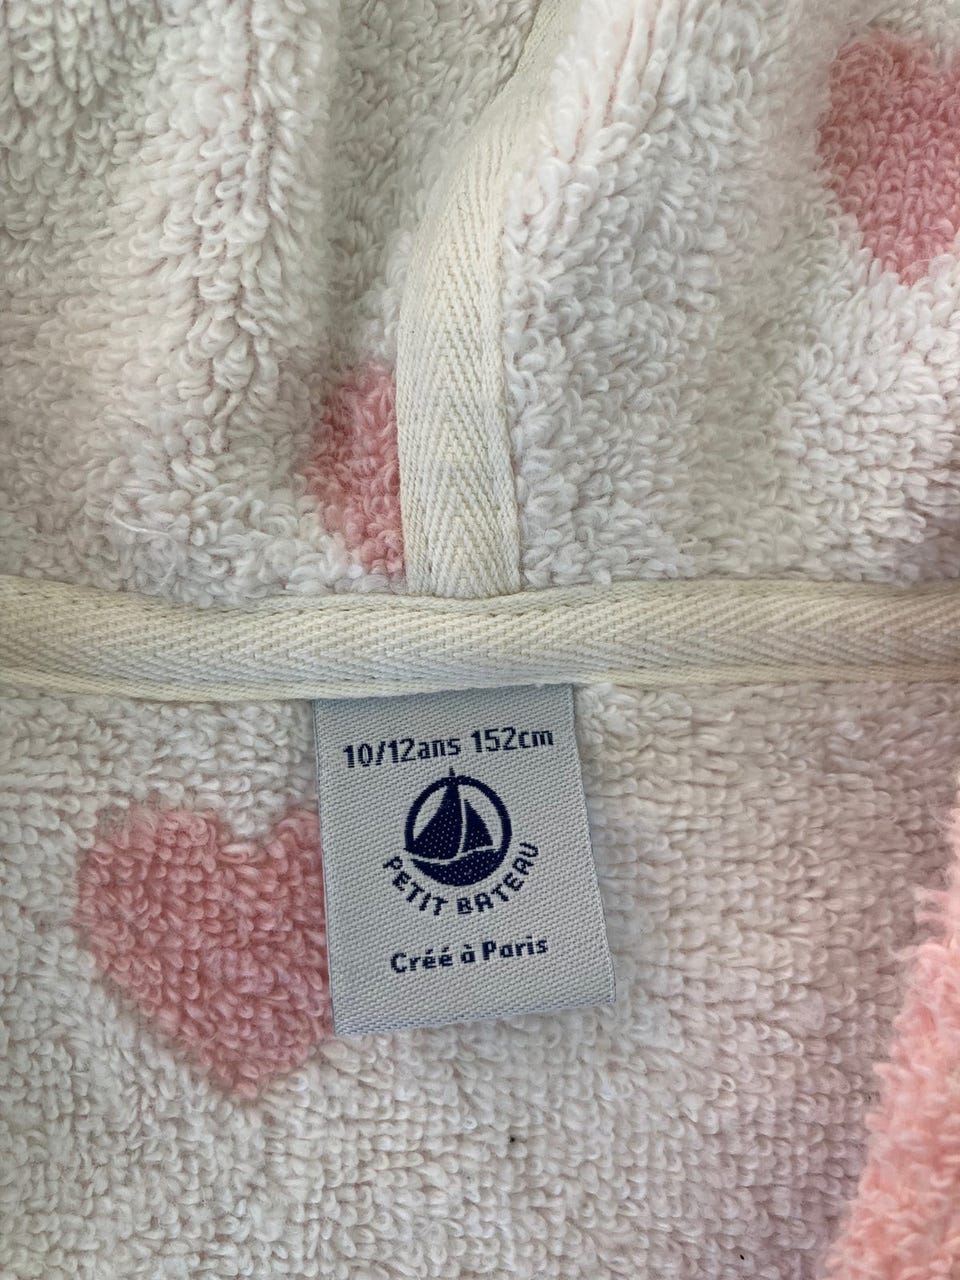 10/12ans 152cm
PETIT BATEAU
Créé à Paris